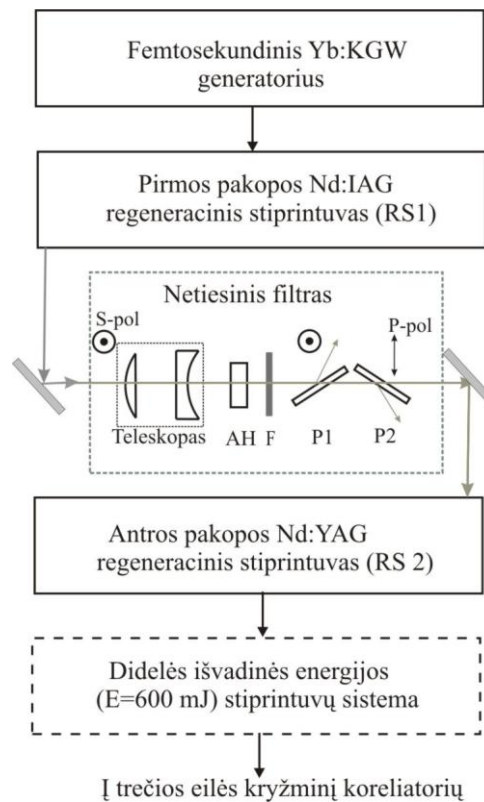 Femtosekundinis Yb:KGW
generatorius
Pirmos pakopos Nd:IAG
regeneracinis stiprintuvas (RS1)
Netiesinis filtras
S-pol
P-pol
Teleskopas
AH F P1 P2
Antros pakopos Nd:YAG
regeneracinis stiprintuvas (RS 2)
Didelės išvadinės energijos
(E=600 mJ) stiprintuvų sistema
Į trečios eilės kryžminį koreliatorių